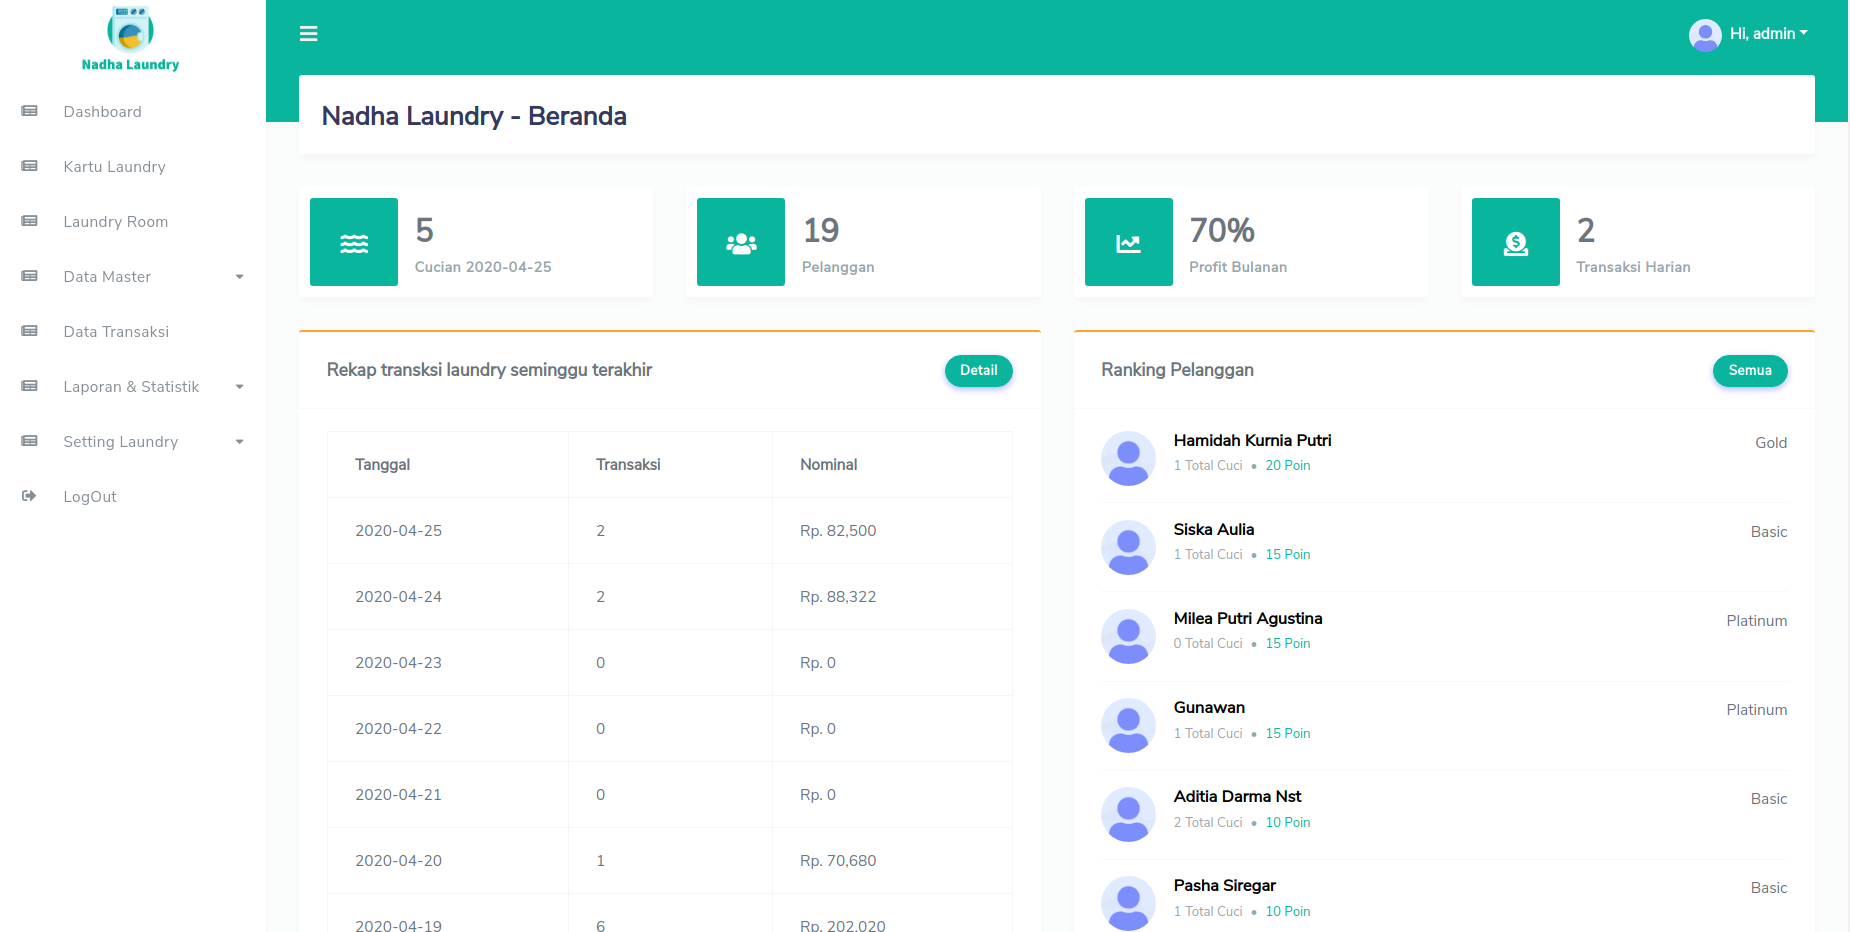 Nadha Laundry
Dashboard
Kartu Laundry
Laundry Room
Data Master
Data Transaksi
Laporan & Statistik
Setting Laundry
LogOut
Hi, admin
Nadha Laundry - Beranda
5
Cucian 2020-04-25
19
Pelanggan
70%
Profit Bulanan
2
Transaksi Harian
Rekap transksi laundry seminggu terakhir
Detail
Tanggal Transaksi Nominal
2020-04-25 2 Rp. 82,500
2020-04-24 2 Rp. 88,322
2020-04-23 0 Rp. 0
2020-04-22 0 Rp. 0
2020-04-21 0 Rp. 0
2020-04-20 1 Rp. 70,680
2020-04-19 6 Rp. 202,020
Ranking Pelanggan
Semua
Hamidah Kurnia Putri Gold
1 Total Cuci • 20 Poin
Siska Aulia Basic
1 Total Cuci • 15 Poin
Milea Putri Agustina Platinum
0 Total Cuci • 15 Poin
Gunawan Platinum
1 Total Cuci • 15 Poin
Aditia Darma Nst Basic
2 Total Cuci • 10 Poin
Pasha Siregar Basic
1 Total Cuci • 10 Poin